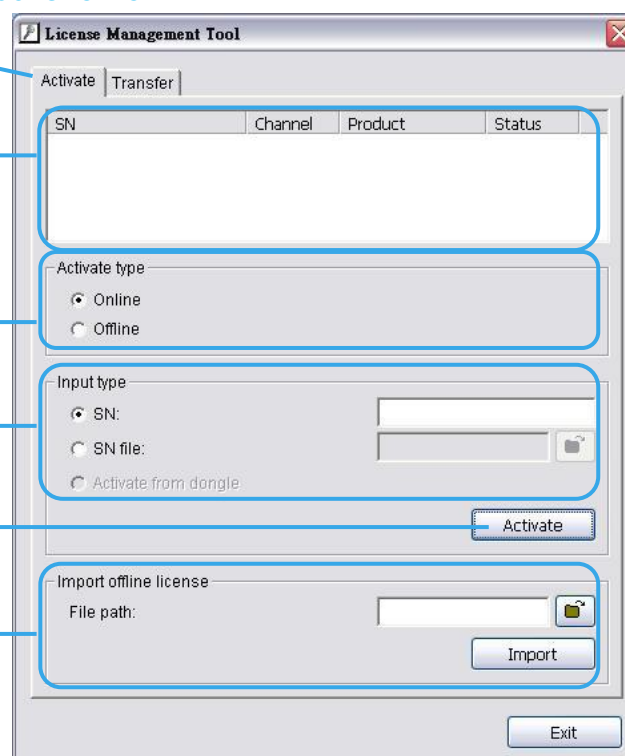 License Management Tool
Activate Transfer
SN Channel Product Status
Activate type
Online
Offline
Input type
SN:
SN file:
Activate from dongle
Activate
Import offline license
File path:
Import
Exit